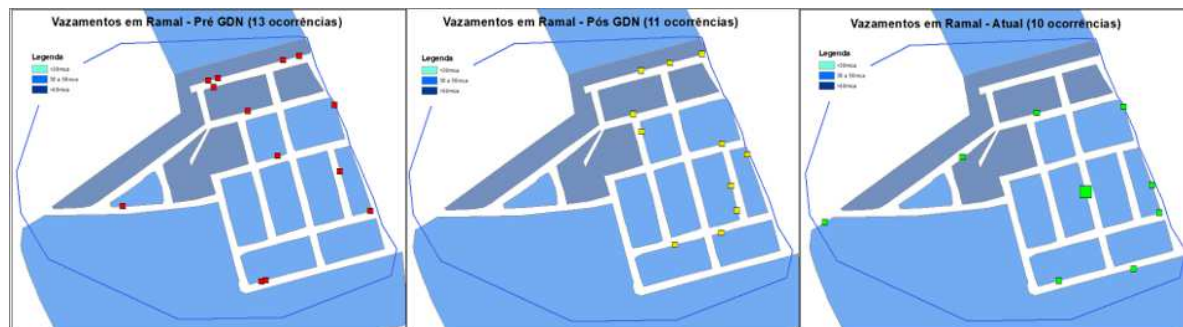 Vazamentos em Ramal - Pré GDN (13 ocorrências)
Legenda
Vazamentos em Ramal - Pós GDN (11 ocorrências)
Legenda
Vazamentos em Ramal - Atual (10 ocorrências)
Legenda